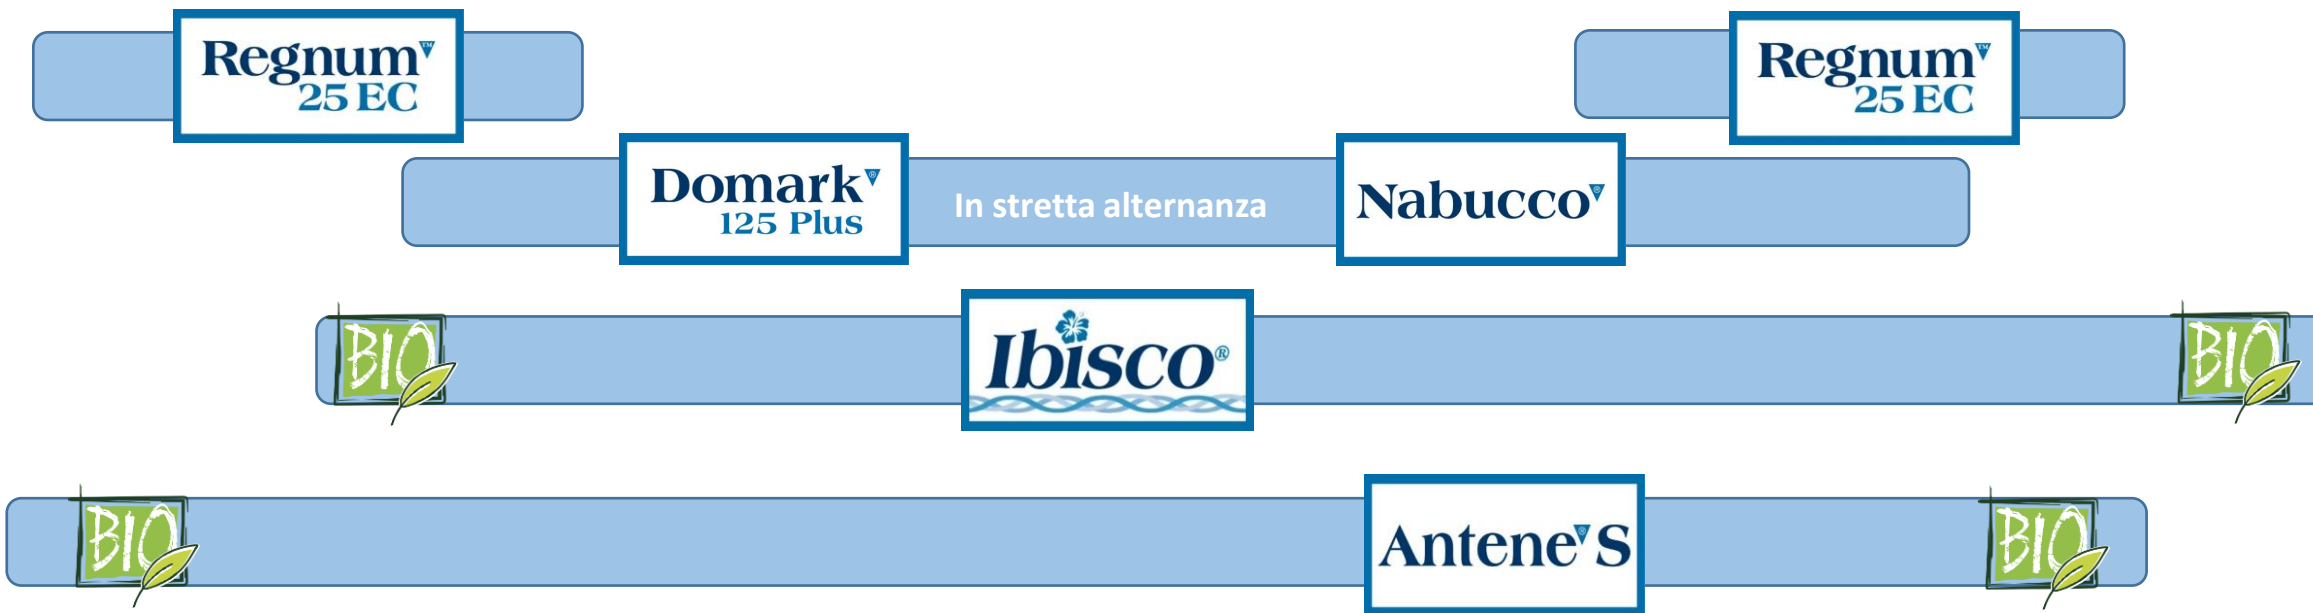 Regnum™
25 EC
Regnum™
25 EC
Domark®
125 Plus
In stretta alternanza
Nabucco®
BIO
Ibisco®
BIO
BIO
Antene®S
BIO